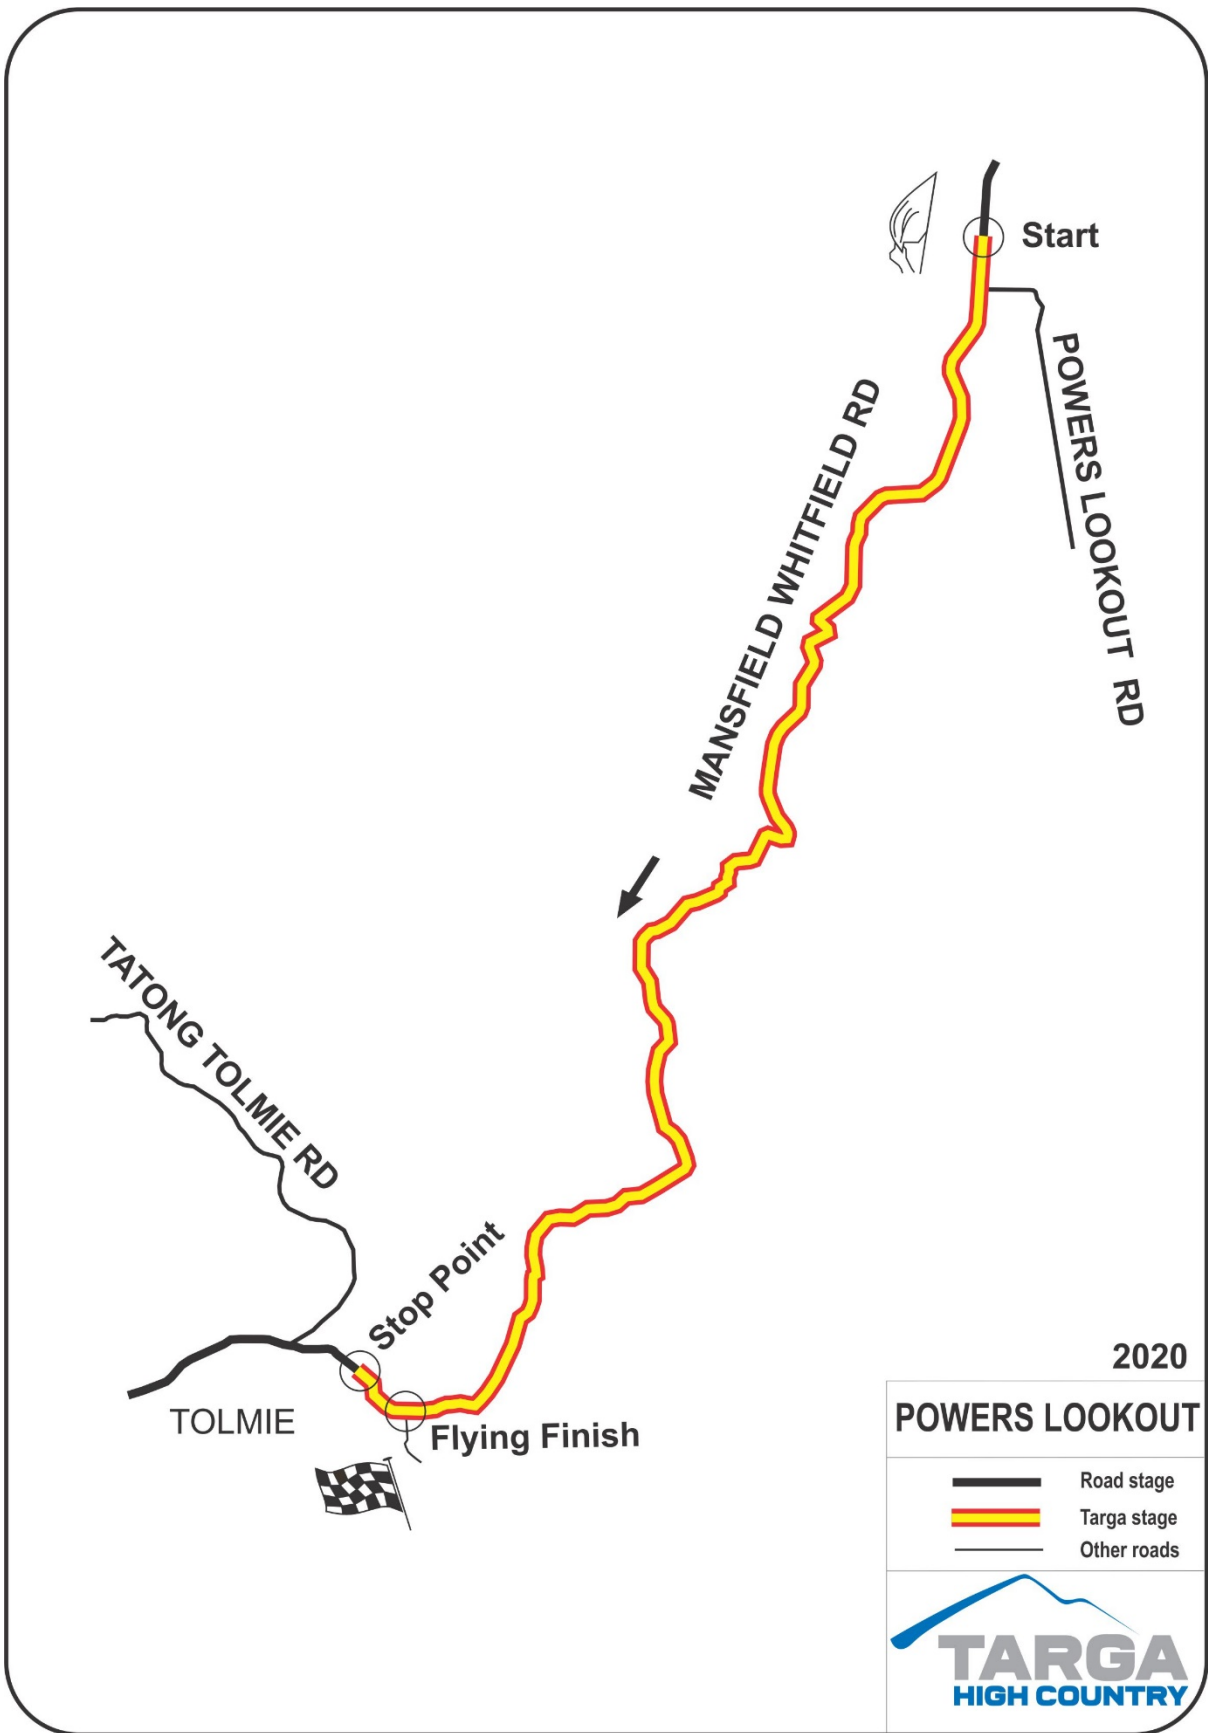 Start
POWERS LOOKOUT RD
MANSFIELD WHITFIELD RD
TATONG TOLMIE RD
Stop Point
TOLMIE
Flying Finish
2020
POWERS LOOKOUT
Road stage
Targa stage
Other roads
TARGA
HIGH COUNTRY